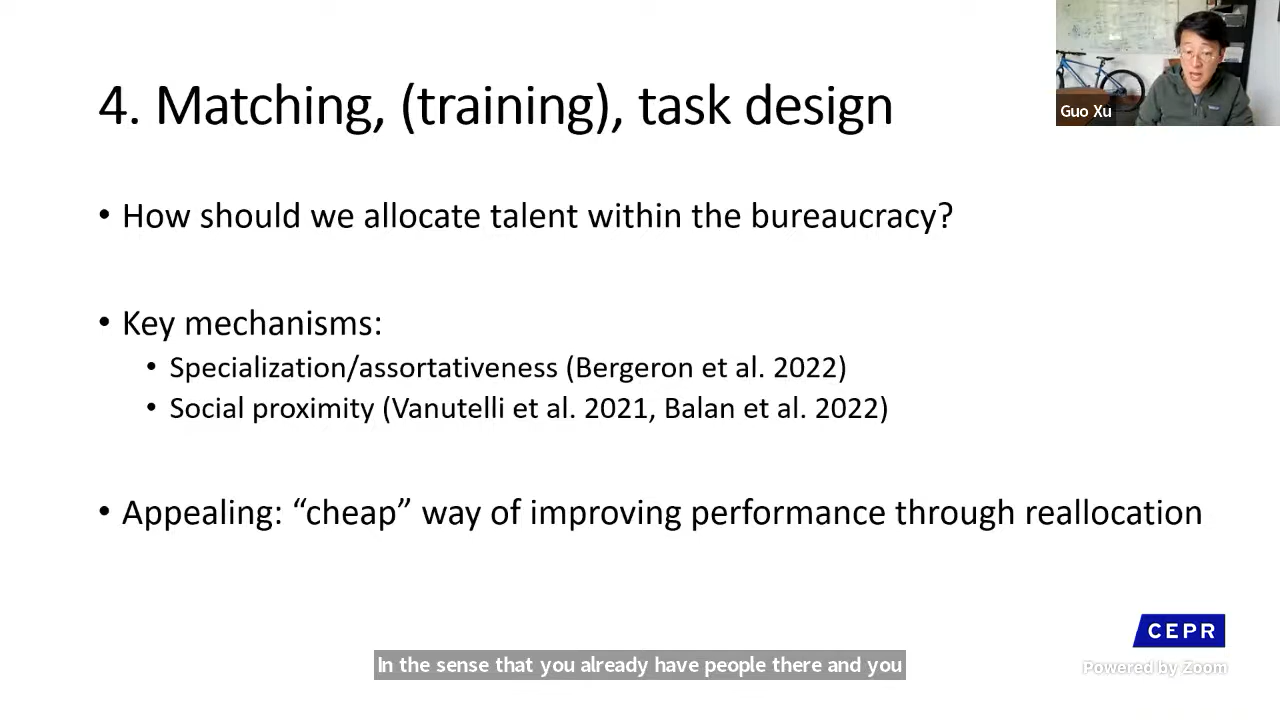 4. Matching, (training), task design
Guo Xu
• How should we allocate talent within the bureaucracy?
• Key mechanisms:
• Specialization/assortativeness (Bergeron et al. 2022)
• Social proximity (Vanutelli et al. 2021, Balan et al. 2022)
• Appealing: “cheap” way of improving performance through reallocation
CEPR
In the sense that you already have people there and you
Powered by Zoom